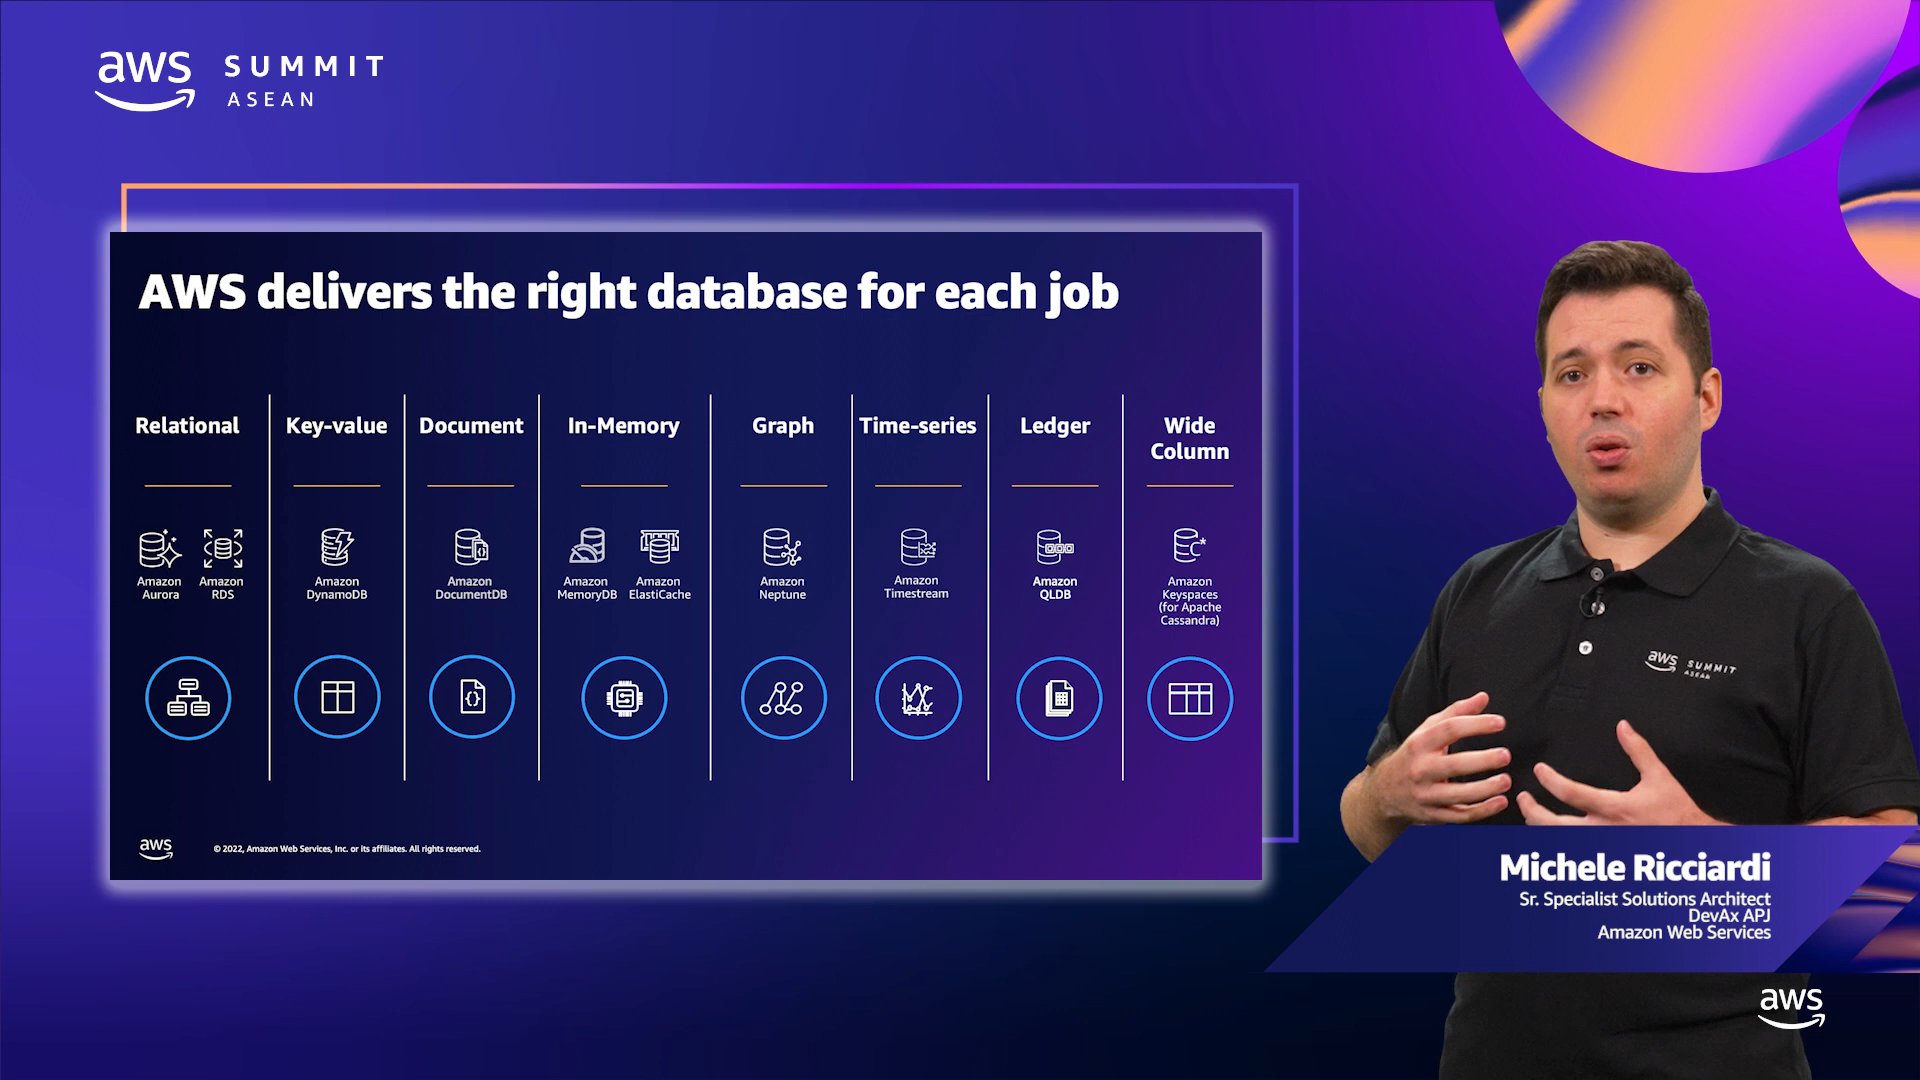 aws SUMMIT
ASEAN
AWS delivers the right database for each job
Relational
Key-value
Document
In-Memory
Graph
Time-series
Ledger
Wide
Column
Amazon
Aurora
Amazon
RDS
Amazon
DynamoDB
Amazon
DocumentDB
Amazon
MemoryDB
Amazon
ElastiCache
Amazon
Neptune
Amazon
Timestream
Amazon
QLDB
C*
Amazon
Keyspaces
(for Apache
Cassandra)
aws
© 2022, Amazon Web Services, Inc. or its affiliates. All rights reserved.
aws SUMMIT
ASEAN
Michele Ricciardi
Sr. Specialist Solutions Architect
DevAx APJ
Amazon Web Services
aws